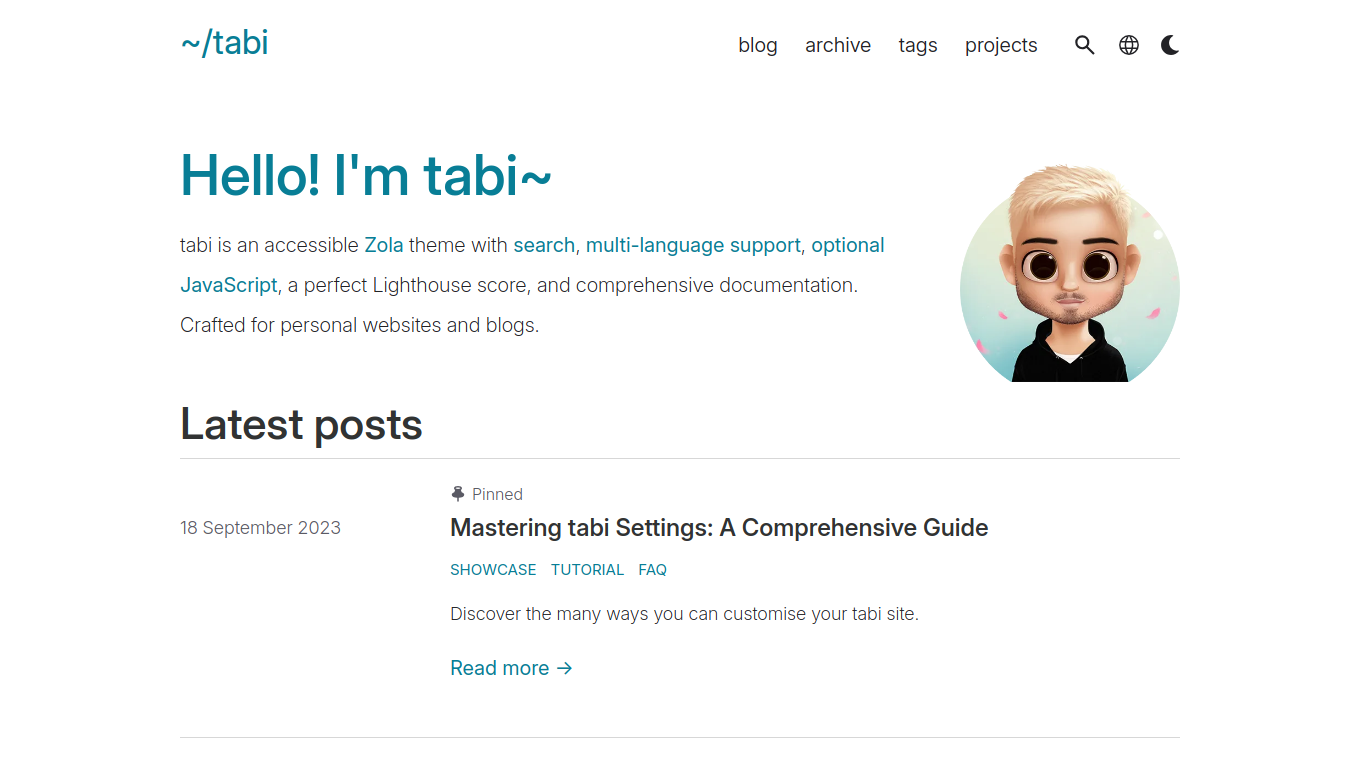 ~/tabi
blog archive tags projects
Hello! I'm tabi~
tabi is an accessible Zola theme with search, multi-language support, optional
JavaScript, a perfect Lighthouse score, and comprehensive documentation.
Crafted for personal websites and blogs.
Latest posts
Pinned
18 September 2023
Mastering tabi Settings: A Comprehensive Guide
SHOWCASE TUTORIAL FAQ
Discover the many ways you can customise your tabi site.
Read more →